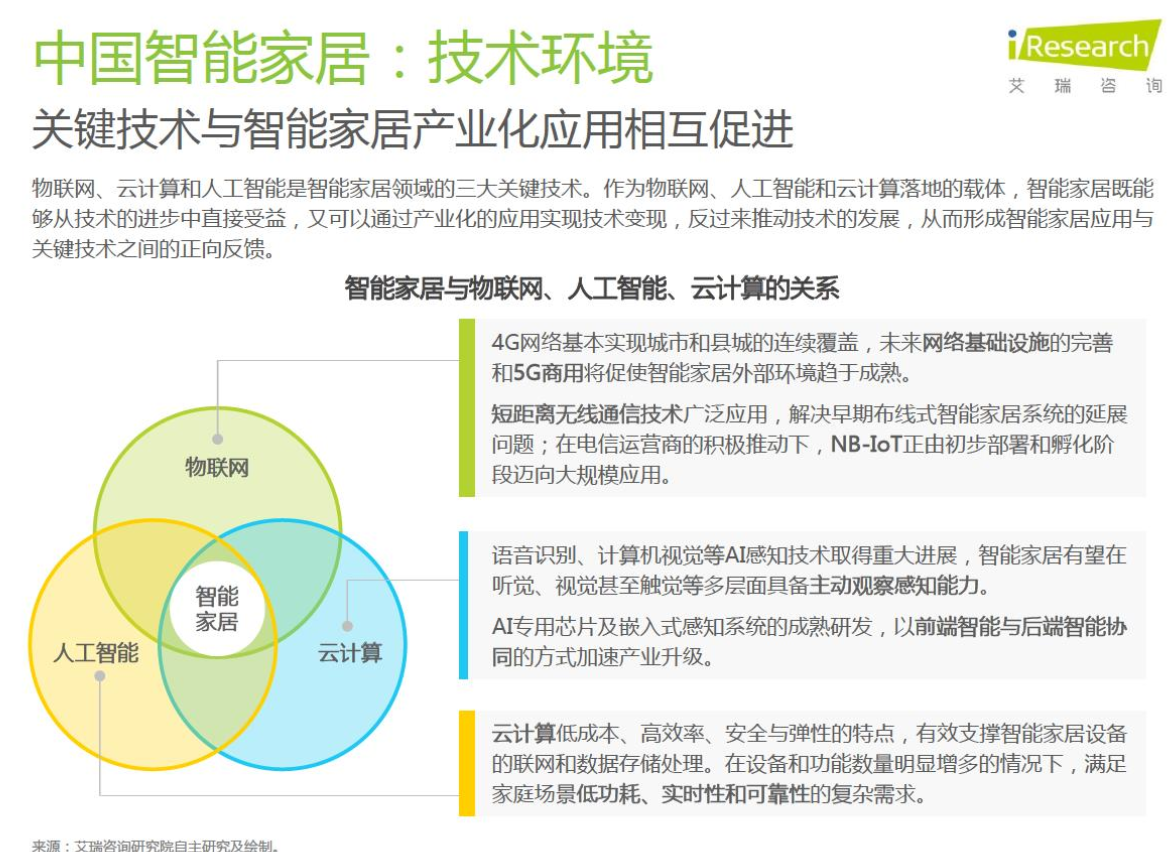 中国智能家居：技术环境
iResearch
艾瑞咨询
关键技术与智能家居产业化应用相互促进
物联网、云计算和人工智能是智能家居领域的三大关键技术。作为物联网、人工智能和云计算落地的载体，智能家居既能
够从技术的进步中直接受益，又可以通过产业化的应用实现技术变现，反过来推动技术的发展，从而形成智能家居应用与
关键技术之间的正向反馈。
智能家居与物联网、人工智能、云计算的关系
物联网
智能
家居
人工智能
云计算
4G网络基本实现城市和县城的连续覆盖，未来网络基础设施的完善
和5G商用将促使智能家居外部环境趋于成熟。
短距离无线通信技术广泛应用，解决早期布线式智能家居系统的延展
问题；在电信运营商的积极推动下，NB-IoT正由初步部署和孵化阶
段迈向大规模应用。
语音识别、计算机视觉等AI感知技术取得重大进展，智能家居有望在
听觉、视觉甚至触觉等多层面具备主动观察感知能力。
AI专用芯片及嵌入式感知系统的成熟研发，以前端智能与后端智能协
同的方式加速产业升级。
云计算低成本、高效率、安全与弹性的特点，有效支撑智能家居设备
的联网和数据存储处理。在设备和功能数量明显增多的情况下，满足
家庭场景低功耗、实时性和可靠性的复杂需求。
来源：艾瑞咨询研究院自主研究及绘制。